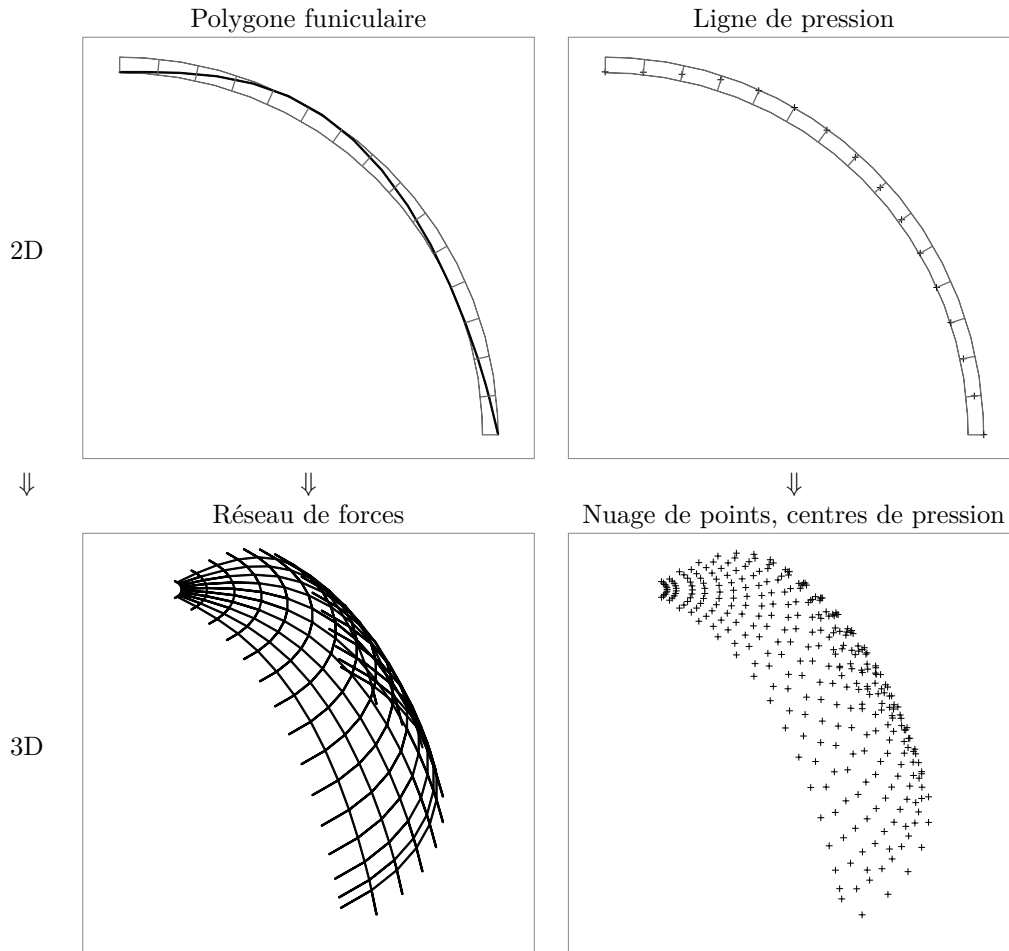 Polygone funiculaire
Ligne de pression
2D
⇓
⇓
⇓
Réseau de forces
Nuage de points, centres de pression
3D